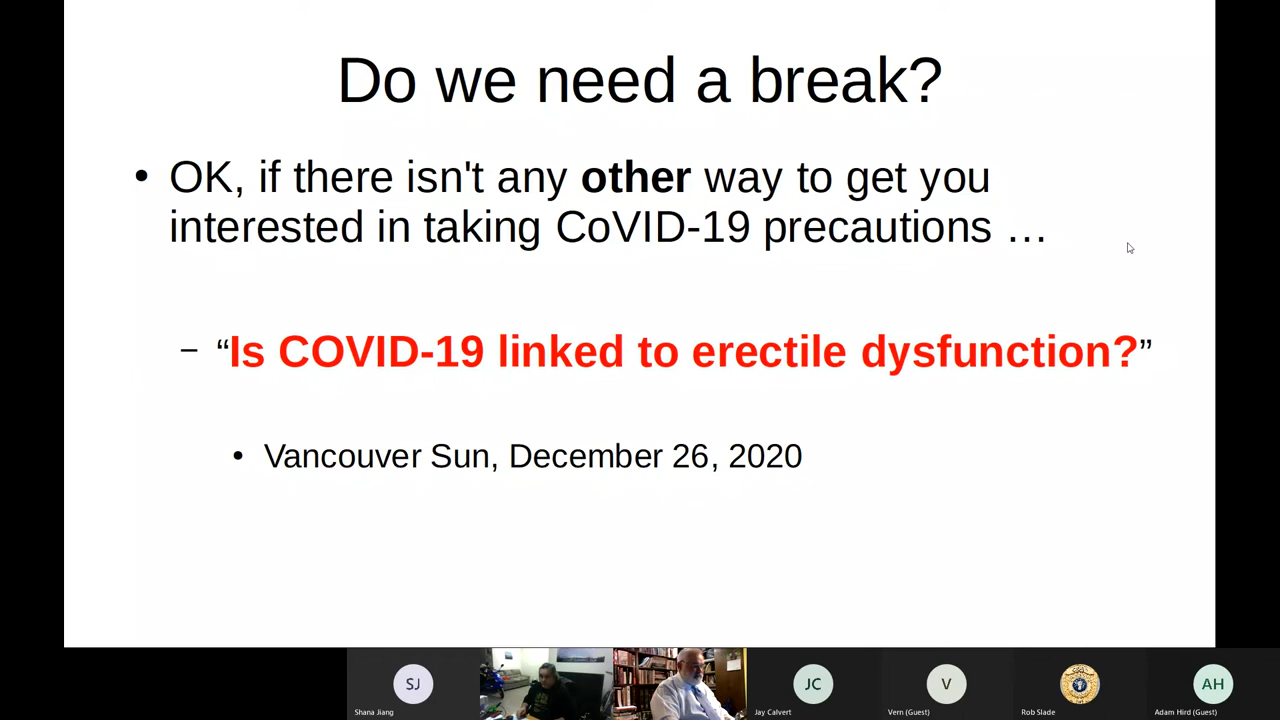 Do we need a break?
• OK, if there isn't any other way to get you
interested in taking CoVID-19 precautions …
– “Is COVID-19 linked to erectile dysfunction?”
• Vancouver Sun, December 26, 2020
SJ
JC
V
AH
Shana Jiang
Jay Calvert
Vern (Guest)
Rob Slade
Adam Hird (Guest)